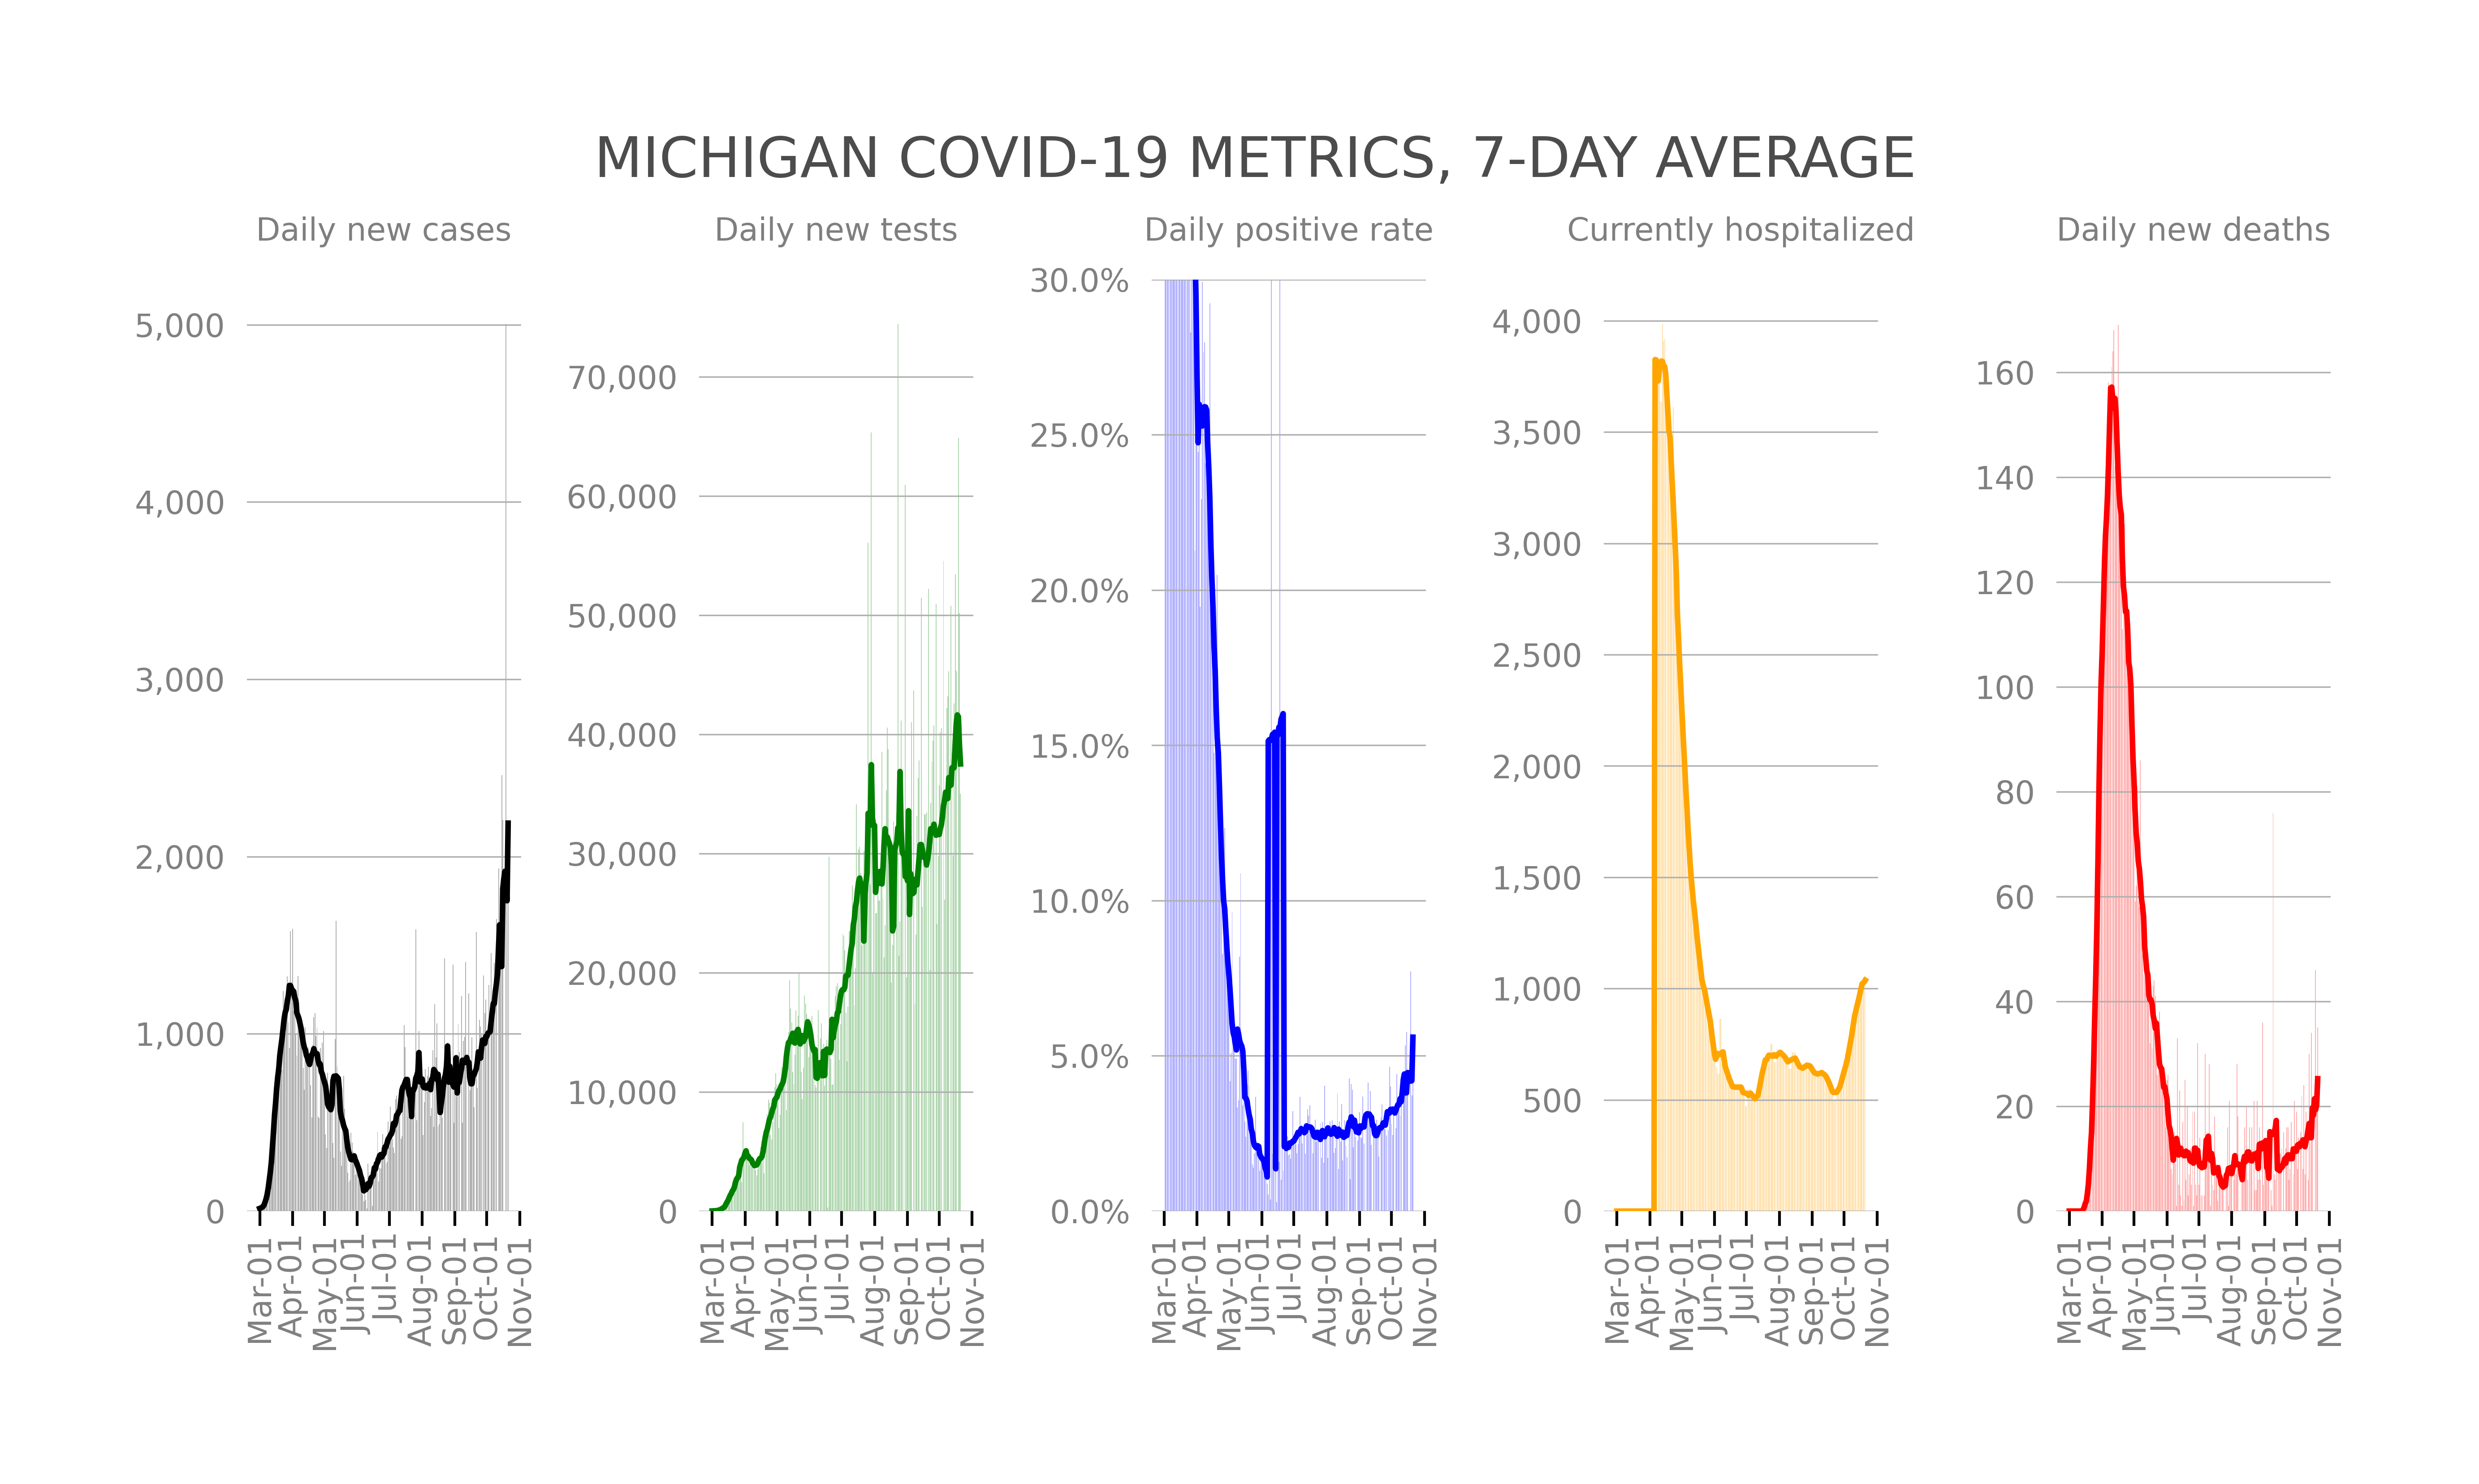 MICHIGAN COVID-19 METRICS, 7-DAY AVERAGE
Daily new cases
5,000
4,000
3,000
2,000
1,000
0
Mar-01
Apr-01
May-01
Jun-01
Jul-01
Aug-01
Sep-01
Oct-01
Nov-01
Daily new tests
70,000
60,000
50,000
40,000
30,000
20,000
10,000
0
Mar-01
Apr-01
May-01
Jun-01
Jul-01
Aug-01
Sep-01
Oct-01
Nov-01
Daily positive rate
30.0%
25.0%
20.0%
15.0%
10.0%
5.0%
0.0%
Mar-01
Apr-01
May-01
Jun-01
Jul-01
Aug-01
Sep-01
Oct-01
Nov-01
Currently hospitalized
4,000
3,500
3,000
2,500
2,000
1,500
1,000
500
0
Mar-01
Apr-01
May-01
Jun-01
Jul-01
Aug-01
Sep-01
Oct-01
Nov-01
Daily new deaths
160
140
120
100
80
60
40
20
0
Mar-01
Apr-01
May-01
Jun-01
Jul-01
Aug-01
Sep-01
Oct-01
Nov-01